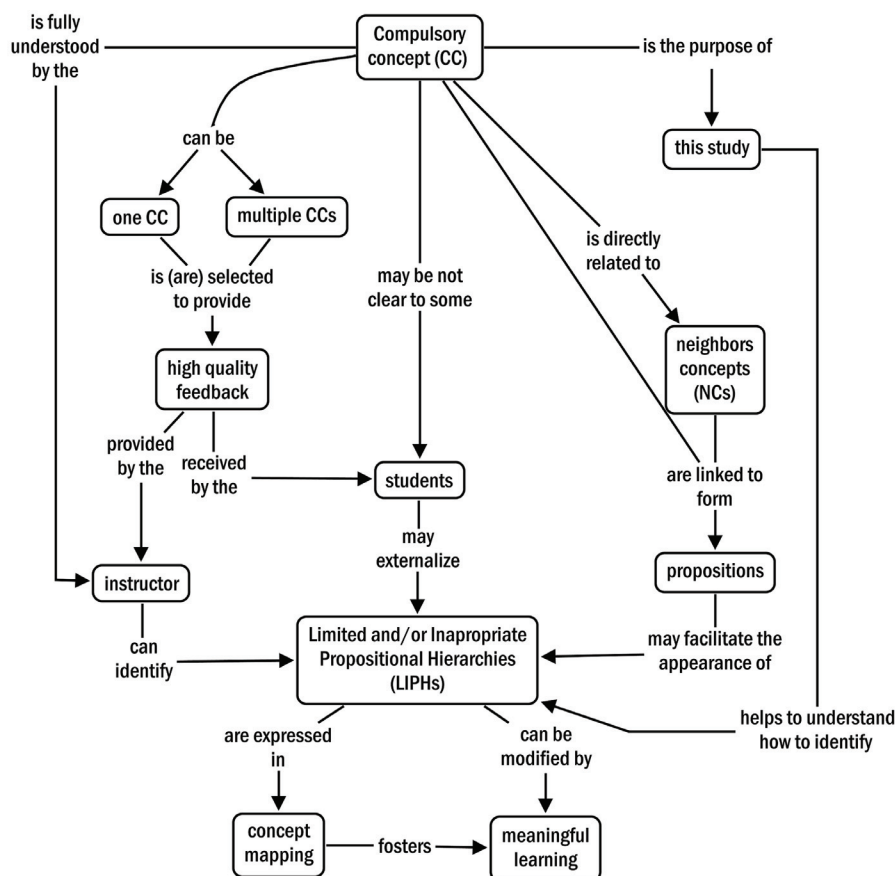 is fully
understood
by the
Compulsory
concept (CC)
is the purpose of
this study
can be
one CC
multiple CCs
is (are) selected
to provide
may be not
clear to some
is directly
related to
neighbors
concepts
(NCs)
high quality
feedback
provided
by the
received
by the
students
are linked to
form
may
externalize
instructor
propositions
can
identify
Limited and/or Inapropriate
Propositional Hierarchies
(LIPHs)
may facilitate the
appearance of
helps to understand
how to identify
are expressed
in
can be
modified by
concept
mapping
fosters
meaningful
learning